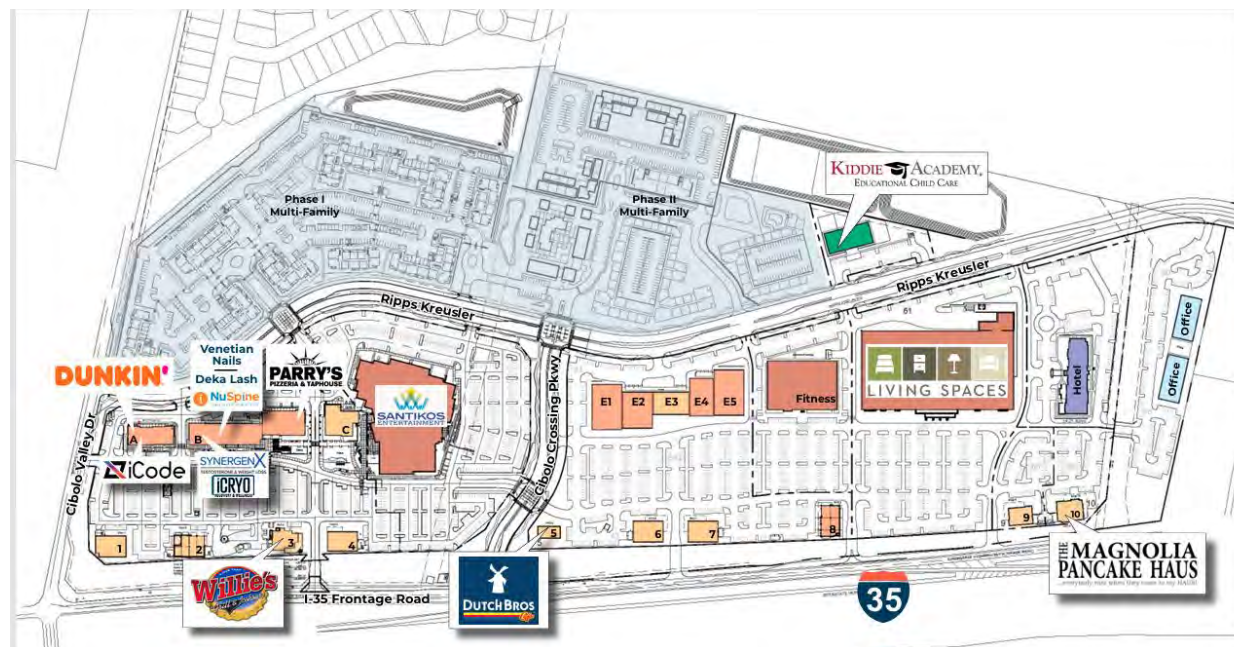 KIDDIE ACADEMY
EDUCATIONAL CHILD CARE
Phase I
Multi-Family
Phase II
Multi-Family
Ripps Kreusler
Ripps Kreusler
Cibolo Crossing Pkwy
Cibolo Valley Dr
DUNKIN'
Venetian
Nails
Deka Lash
NuSpine
PARRY'S
PIZZERIA & TAPHOUSE
SANTIKOS
ENTERTAINMENT
A
B
C
iCode
SYNERGENX
iCRYO
E1
E2
E3
E4
E5
Fitness
51
E9
LIVING SPACES
Hotel
Office
Office
1
2
3
4
5
6
7
8
9
10
Willie's
I-35 Frontage Road
DUTCH BROS
35
THE
MAGNOLIA
PANCAKE HAUS